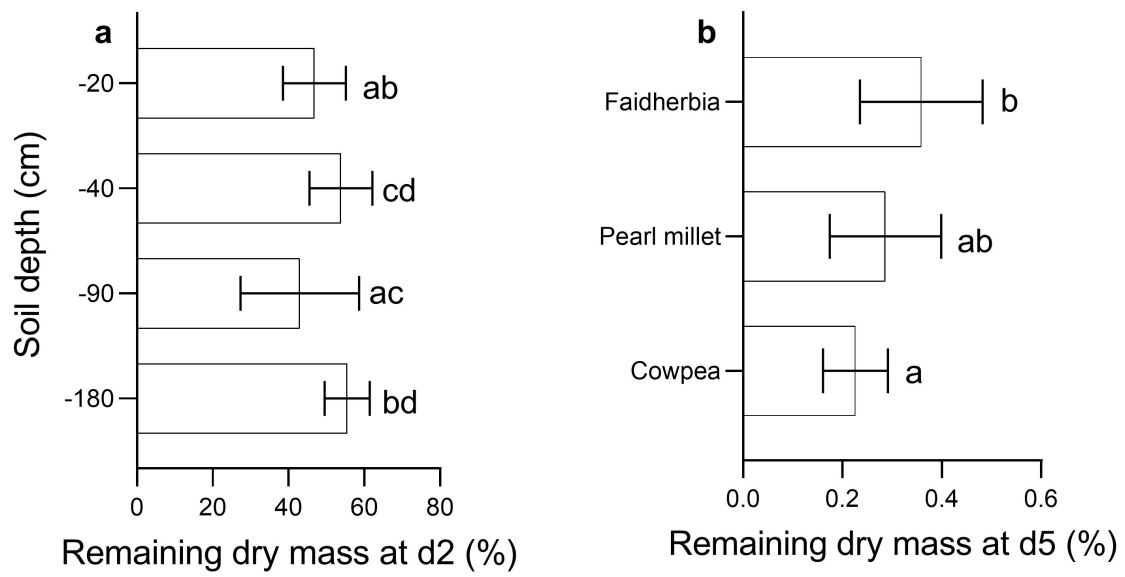 a
Soil depth (cm)
-20
ab
-40
cd
-90
ac
-180
bd
0 20 40 60 80
Remaining dry mass at d2 (%)
b
Faidherbia
b
Pearl millet
ab
Cowpea
a
0.0 0.2 0.4 0.6
Remaining dry mass at d5 (%)